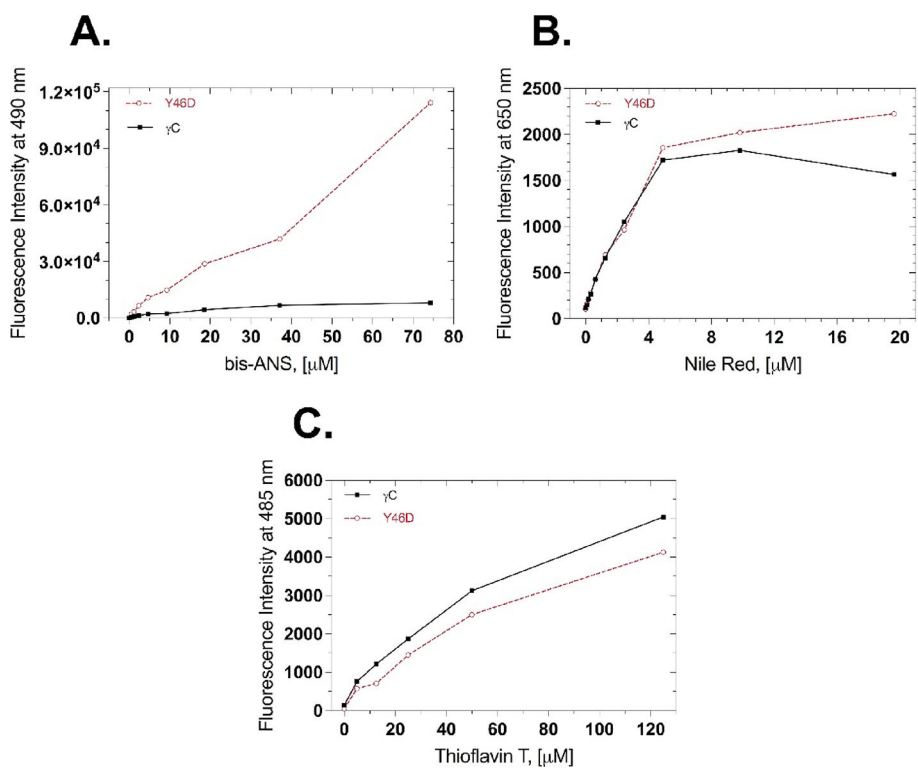 A.
Fluorescence Intensity at 490 nm
1.2×10⁵
9.0×10⁴
6.0×10⁴
3.0×10⁴
0.0
Y46D
γC
0 10 20 30 40 50 60 70 80
bis-ANS, [μM]
B.
Fluorescence Intensity at 650 nm
2500
2000
1500
1000
500
0
Y46D
γC
0 4 8 12 16 20
Nile Red, [μM]
C.
Fluorescence Intensity at 485 nm
6000
5000
4000
3000
2000
1000
0
γC
Y46D
0 20 40 60 80 100 120
Thioflavin T, [μM]